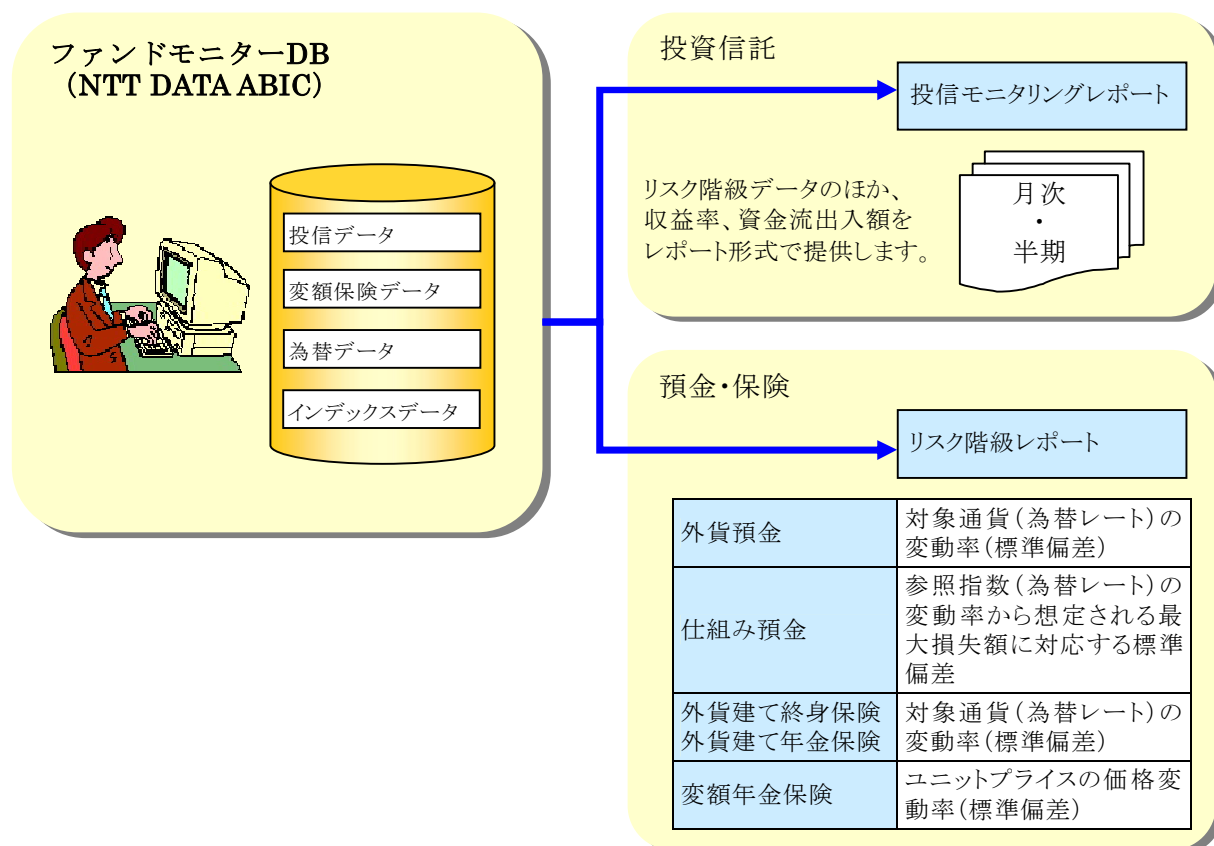 ファンドモニターDB
（NTT DATA ABIC）
投信データ
変額保険データ
為替データ
インデックスデータ
投資信託
投信モニタリングレポート
リスク階級データのほか、
収益率、資金流出入額を
レポート形式で提供します。
月次
・
半期
預金・保険
リスク階級レポート
外貨預金
対象通貨（為替レート）の
変動率（標準偏差）
仕組み預金
参照指数（為替レート）の
変動率から想定される最
大損失額に対応する標準
偏差
外貨建て終身保険
外貨建て年金保険
対象通貨（為替レート）の
変動率（標準偏差）
変額年金保険
ユニットプライスの価格変
動率（標準偏差）